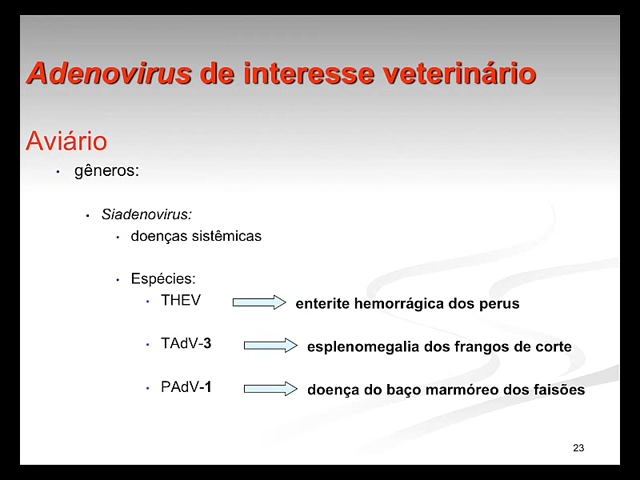 Adenovirus de interesse veterinário
Aviário
• gêneros:
• Siadenovirus:
• doenças sistêmicas
• Espécies:
• THEV enterite hemorrágica dos perus
• TAdV-3 esplenomegalia dos frangos de corte
• PAdV-1 doença do baço marmóreo dos faisões
23